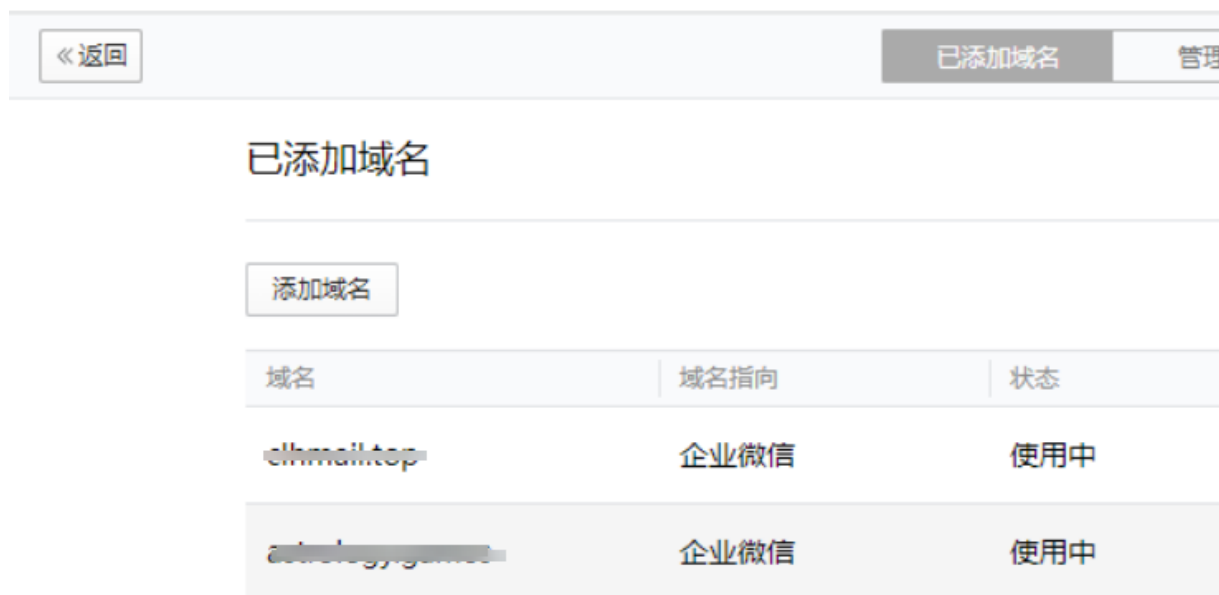 «返回
已添加域名 管理
已添加域名
添加域名
域名 域名指向 状态
企业微信 使用中
企业微信 使用中